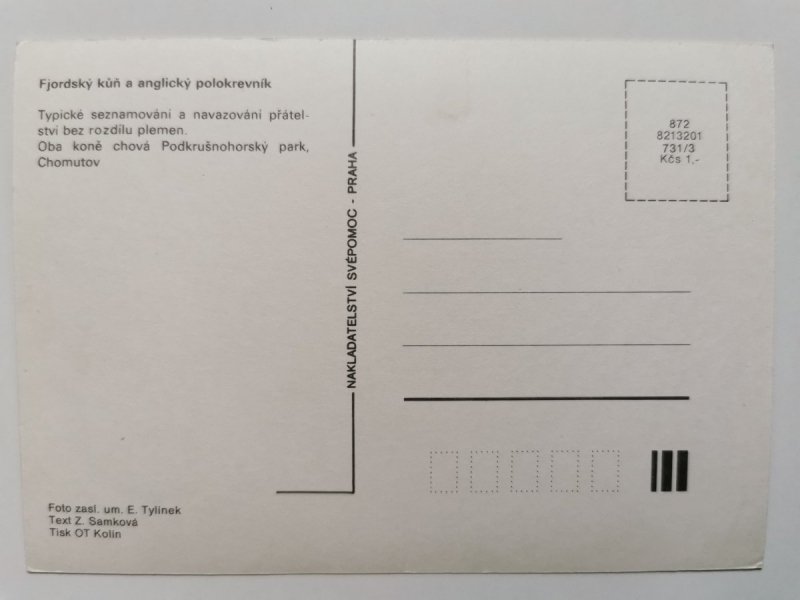 Fjordský kůň a anglický polokrevník
Typické seznamování a navazování přátel-
ství bez rozdílu plemen.
Oba koně chová Podkrušnohorský park,
Chomutov
NAKLADATELSTVÍ SVÉPOMOC - PRAHA
872
8213201
731/3
Kčs 1,-
Foto zasl. um. E. Tylínek
Text Z. Samková
Tisk OT Kolín